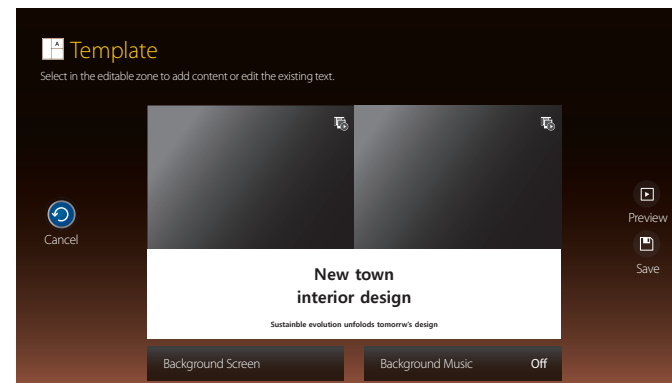 A
Template
Select in the editable zone to add content or edit the existing text.
Cancel
Preview
Save
New town
interior design
Sustainble evolution unfolods tomorrw's design
Background Screen
Background Music Off